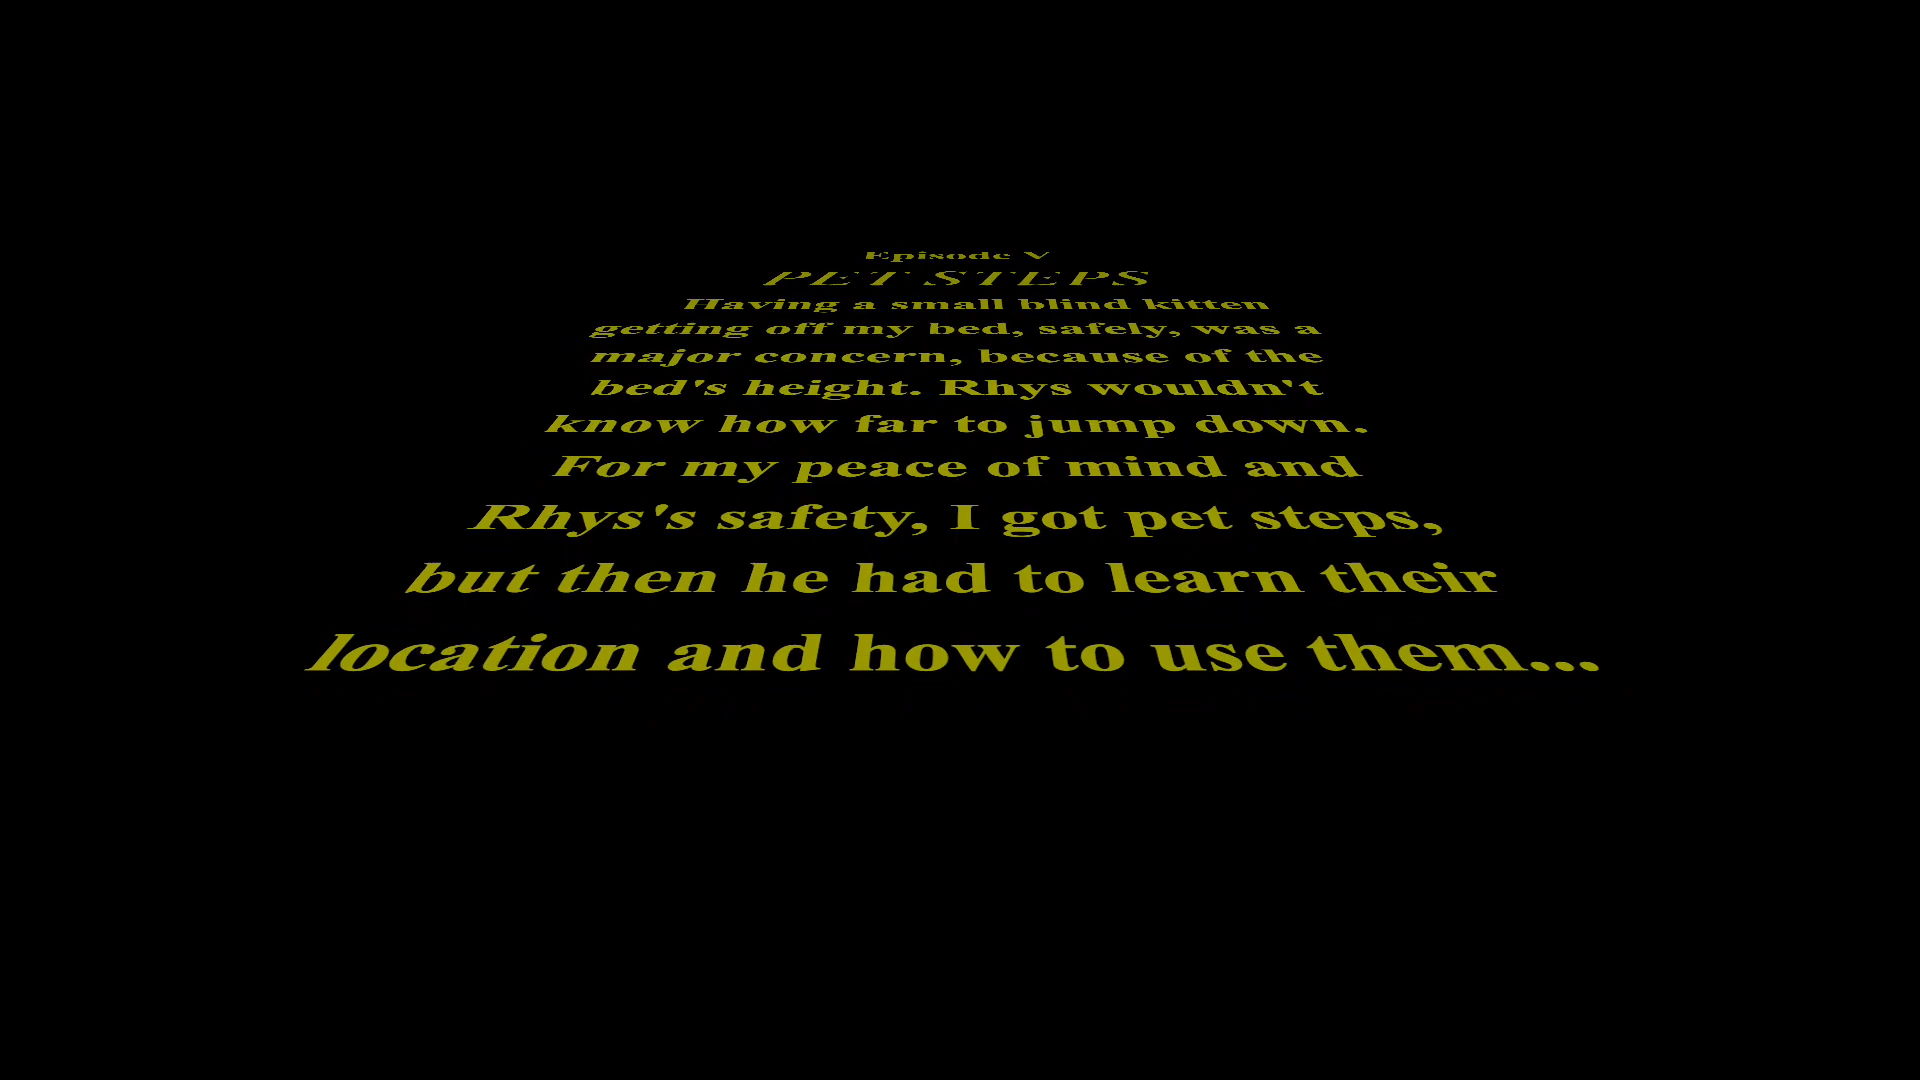 Episode V
PET STEPS
Having a small blind kitten
getting off my bed, safely, was a
major concern, because of the
bed's height. Rhys wouldn't
know how far to jump down.
For my peace of mind and
Rhys's safety, I got pet steps,
but then he had to learn their
location and how to use them...